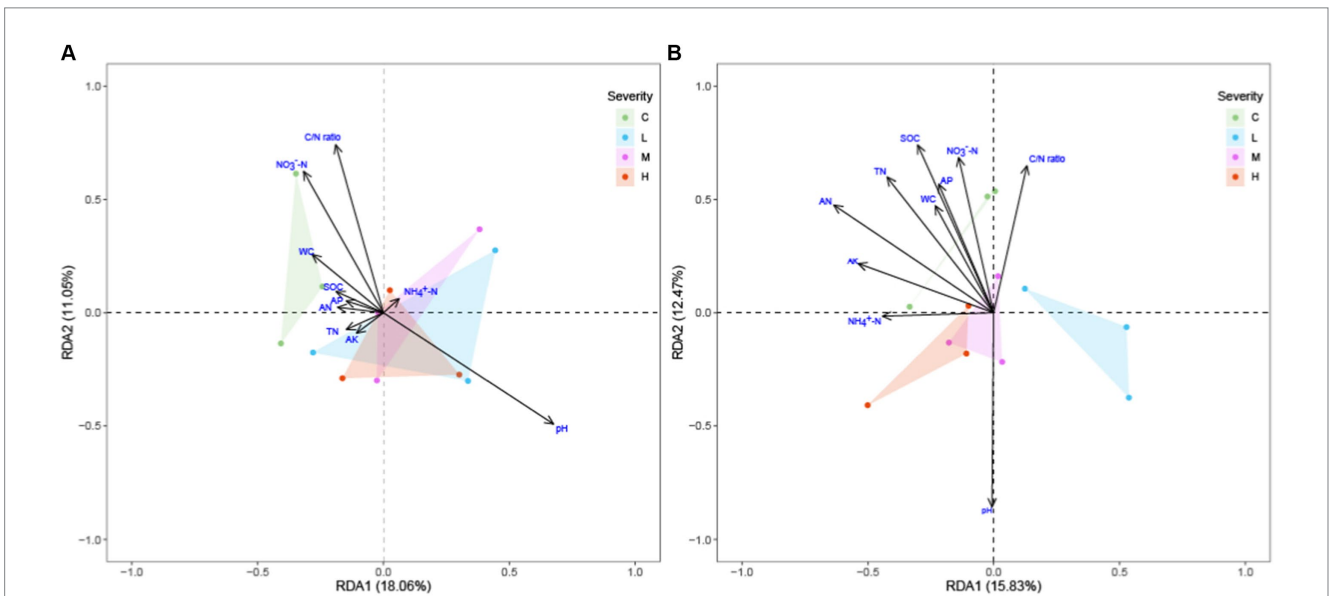 A
B
1.0
0.5
0.0
−0.5
−1.0
RDA2 (11.05%)
−1.0
−0.5
0.0
0.5
1.0
RDA1 (18.06%)
C/N ratio
NO3⁻-N
WC
SOC
AP
AN
TN
AK
NH4⁺-N
pH
Severity
C
L
M
H
1.0
0.5
0.0
−0.5
−1.0
RDA2 (12.47%)
−1.0
−0.5
0.0
0.5
1.0
RDA1 (15.83%)
SOC
NO3⁻-N
C/N ratio
TN
AP
WC
AN
AK
NH4⁺-N
pH
Severity
C
L
M
H